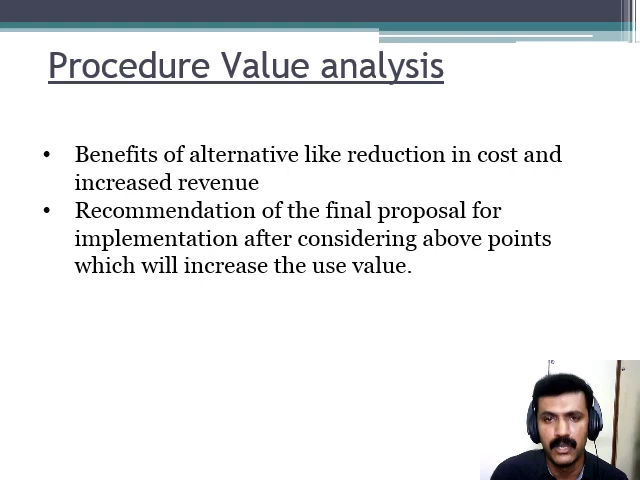 Procedure Value analysis
• Benefits of alternative like reduction in cost and
increased revenue
• Recommendation of the final proposal for
implementation after considering above points
which will increase the use value.